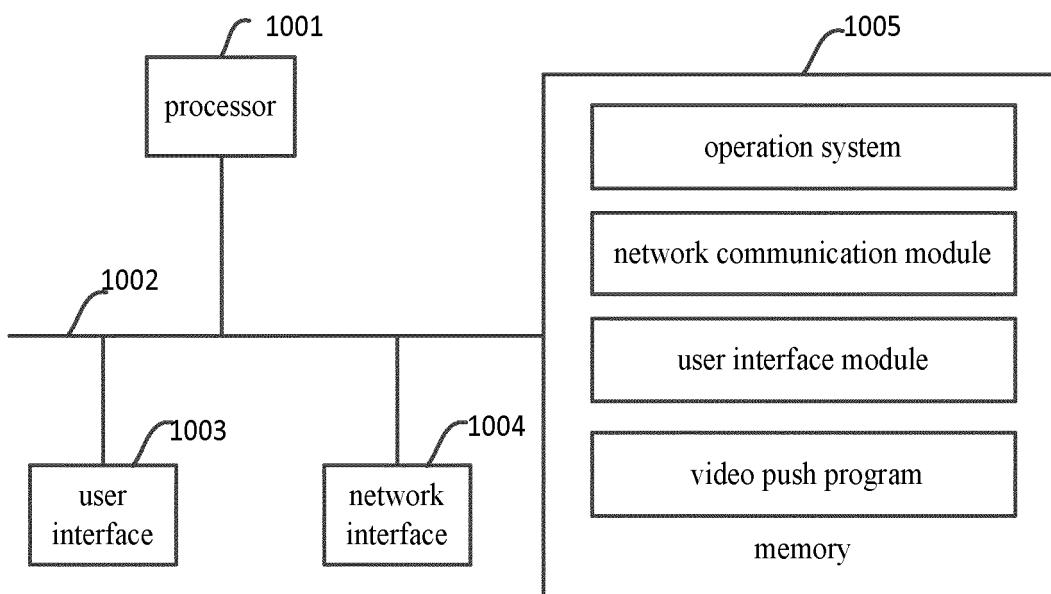 1001
processor
1002
1003
user
interface
1004
network
interface
1005
operation system
network communication module
user interface module
video push program
memory